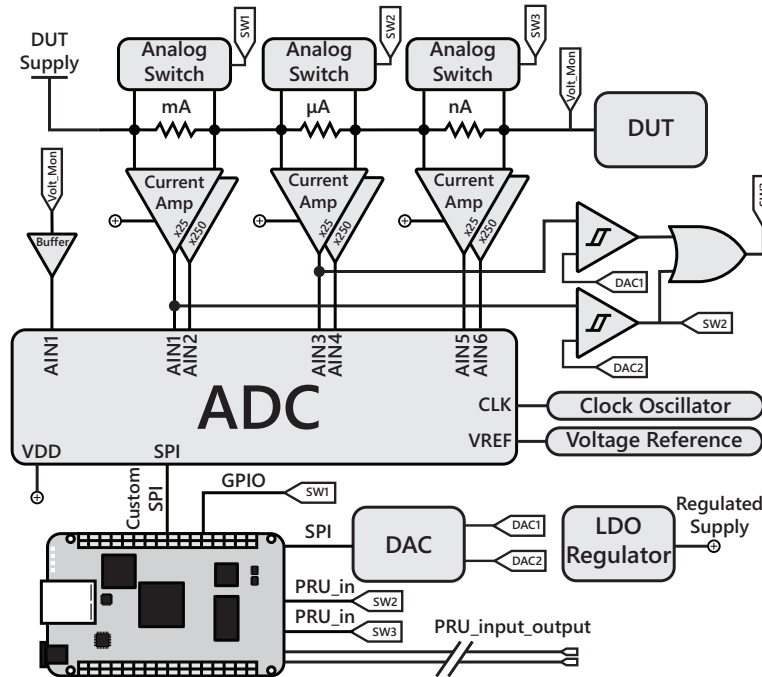 DUT
Supply
Analog
Switch
SW1
Analog
Switch
SW2
Analog
Switch
SW3
mA
μA
nA
Volt_Mon
DUT
Volt_Mon
Buffer
Current
Amp
x25
x250
Current
Amp
x25
x250
Current
Amp
x25
x250
DAC1
DAC2
SW2
AIN1
AIN1
AIN2
AIN3
AIN4
AIN5
AIN6
ADC
CLK
Clock Oscillator
VREF
Voltage Reference
VDD
SPI
Custom
SPI
GPIO
SW1
SPI
DAC
DAC1
DAC2
LDO
Regulator
Regulated
Supply
PRU_in
SW2
PRU_in
SW3
PRU_input_output